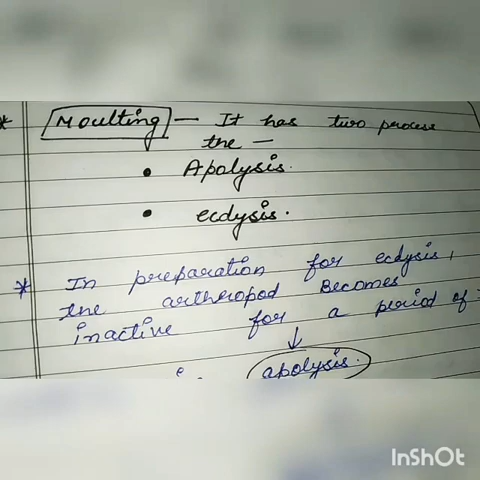 * Moulting — It has two process
the —
• Apolysis.
• ecdysis.
* In preparation for ecdysis,
the arthropod Becomes
inactive for a period of
↓
apolysis.
InShOt